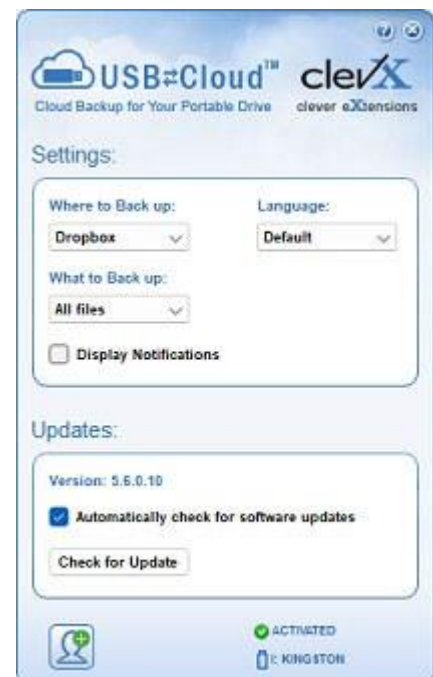 USB⇄Cloud™ clevX
Cloud Backup for Your Portable Drive clever eXtensions
Settings:
Where to Back up: Language:
Dropbox Default
What to Back up:
All files
Display Notifications
Updates:
Version: 5.6.0.10
Automatically check for software updates
Check for Update
ACTIVATED
I: KINGSTON